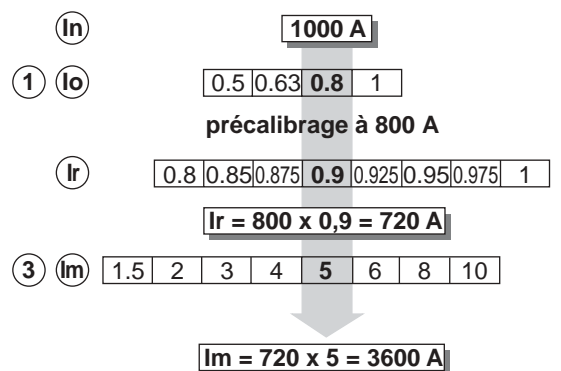 In 1000 A
1 Io 0.5 0.63 0.8 1
précalibrage à 800 A
Ir 0.8 0.85 0.875 0.9 0.925 0.95 0.975 1
Ir = 800 x 0,9 = 720 A
3 Im 1.5 2 3 4 5 6 8 10
Im = 720 x 5 = 3600 A